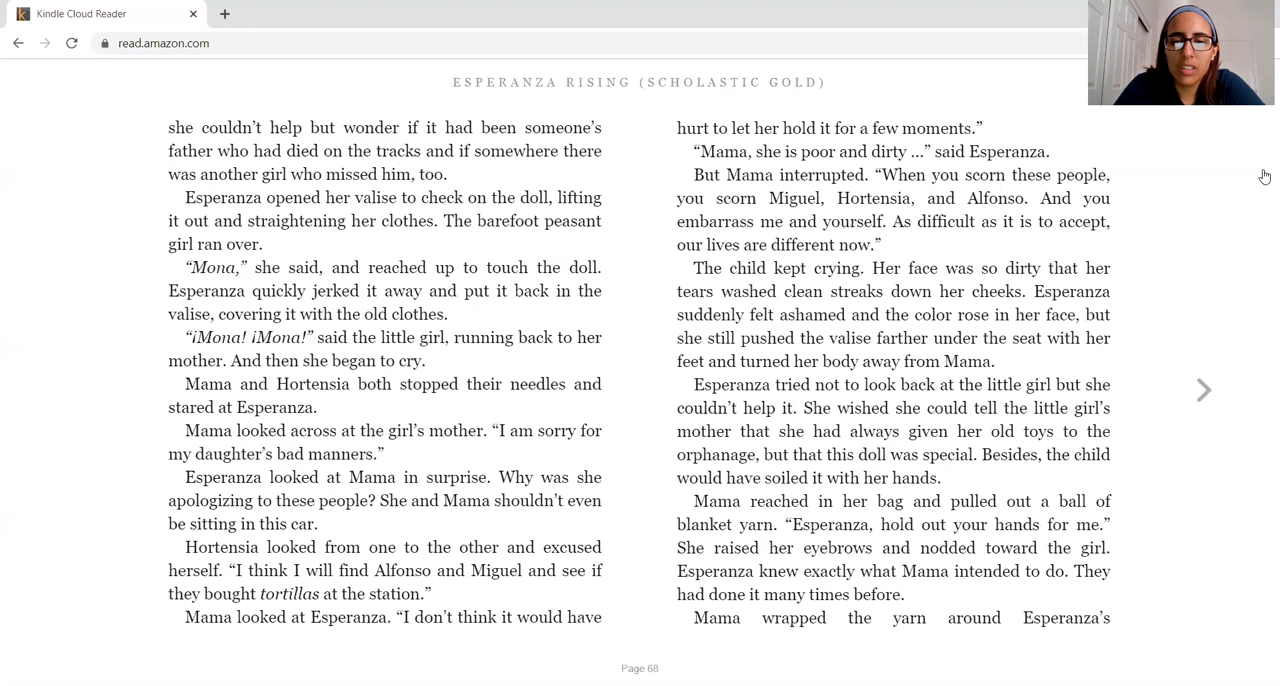 Kindle Cloud Reader
read.amazon.com
ESPERANZA RISING (SCHOLASTIC GOLD)
she couldn’t help but wonder if it had been someone’s
father who had died on the tracks and if somewhere there
was another girl who missed him, too.
Esperanza opened her valise to check on the doll, lifting
it out and straightening her clothes. The barefoot peasant
girl ran over.
“Mona,” she said, and reached up to touch the doll.
Esperanza quickly jerked it away and put it back in the
valise, covering it with the old clothes.
“¡Mona! ¡Mona!” said the little girl, running back to her
mother. And then she began to cry.
Mama and Hortensia both stopped their needles and
stared at Esperanza.
Mama looked across at the girl’s mother. “I am sorry for
my daughter’s bad manners.”
Esperanza looked at Mama in surprise. Why was she
apologizing to these people? She and Mama shouldn’t even
be sitting in this car.
Hortensia looked from one to the other and excused
herself. “I think I will find Alfonso and Miguel and see if
they bought tortillas at the station.”
Mama looked at Esperanza. “I don’t think it would have
hurt to let her hold it for a few moments.”
“Mama, she is poor and dirty ...” said Esperanza.
But Mama interrupted. “When you scorn these people,
you scorn Miguel, Hortensia, and Alfonso. And you
embarrass me and yourself. As difficult as it is to accept,
our lives are different now.”
The child kept crying. Her face was so dirty that her
tears washed clean streaks down her cheeks. Esperanza
suddenly felt ashamed and the color rose in her face, but
she still pushed the valise farther under the seat with her
feet and turned her body away from Mama.
Esperanza tried not to look back at the little girl but she
couldn’t help it. She wished she could tell the little girl’s
mother that she had always given her old toys to the
orphanage, but that this doll was special. Besides, the child
would have soiled it with her hands.
Mama reached in her bag and pulled out a ball of
blanket yarn. “Esperanza, hold out your hands for me.”
She raised her eyebrows and nodded toward the girl.
Esperanza knew exactly what Mama intended to do. They
had done it many times before.
Mama wrapped the yarn around Esperanza’s
Page 68